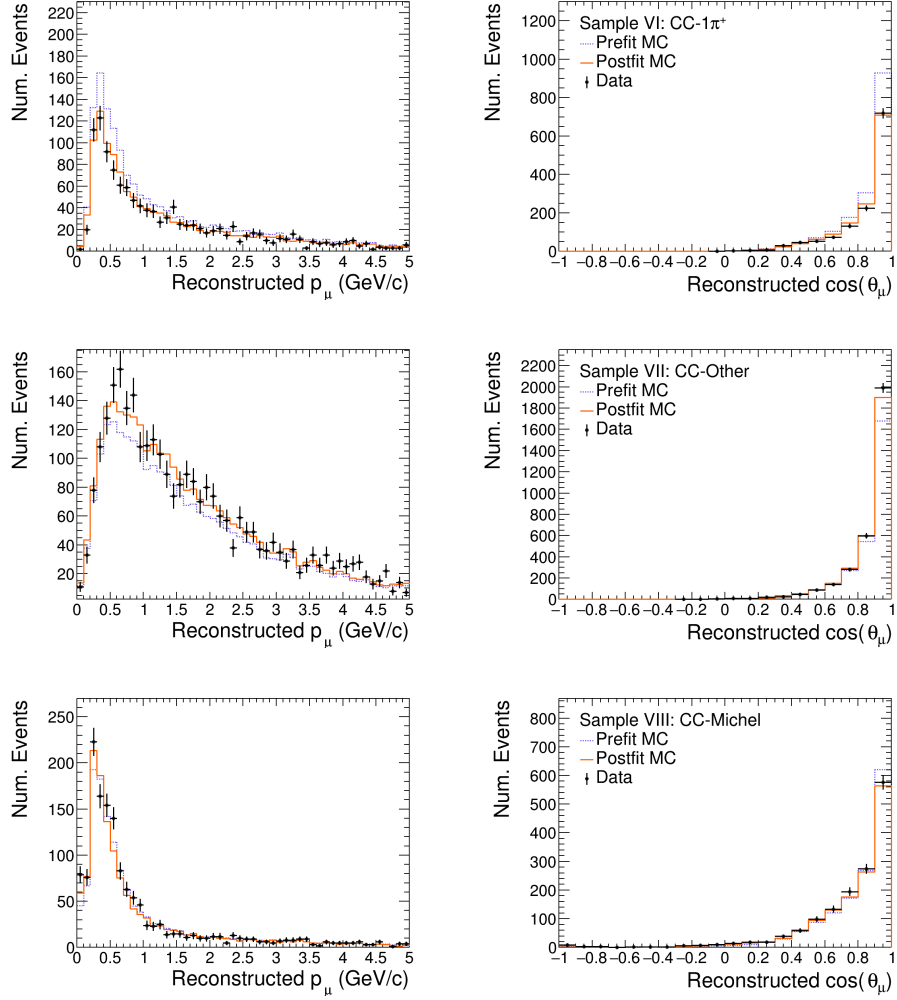 Num. Events
220
200
180
160
140
120
100
80
60
40
20
0
0 0.5 1 1.5 2 2.5 3 3.5 4 4.5 5
Reconstructed pμ (GeV/c)
Num. Events
1200
1000
800
600
400
200
0
Sample VI: CC-1π⁺
Prefit MC
Postfit MC
Data
−1 −0.8 −0.6 −0.4 −0.2 0 0.2 0.4 0.6 0.8 1
Reconstructed cos(θμ)
Num. Events
160
140
120
100
80
60
40
20
0 0.5 1 1.5 2 2.5 3 3.5 4 4.5 5
Reconstructed pμ (GeV/c)
Num. Events
2200
2000
1800
1600
1400
1200
1000
800
600
400
200
0
Sample VII: CC-Other
Prefit MC
Postfit MC
Data
−1 −0.8 −0.6 −0.4 −0.2 0 0.2 0.4 0.6 0.8 1
Reconstructed cos(θμ)
Num. Events
250
200
150
100
50
0
0 0.5 1 1.5 2 2.5 3 3.5 4 4.5 5
Reconstructed pμ (GeV/c)
Num. Events
800
700
600
500
400
300
200
100
0
Sample VIII: CC-Michel
Prefit MC
Postfit MC
Data
−1 −0.8 −0.6 −0.4 −0.2 0 0.2 0.4 0.6 0.8 1
Reconstructed cos(θμ)